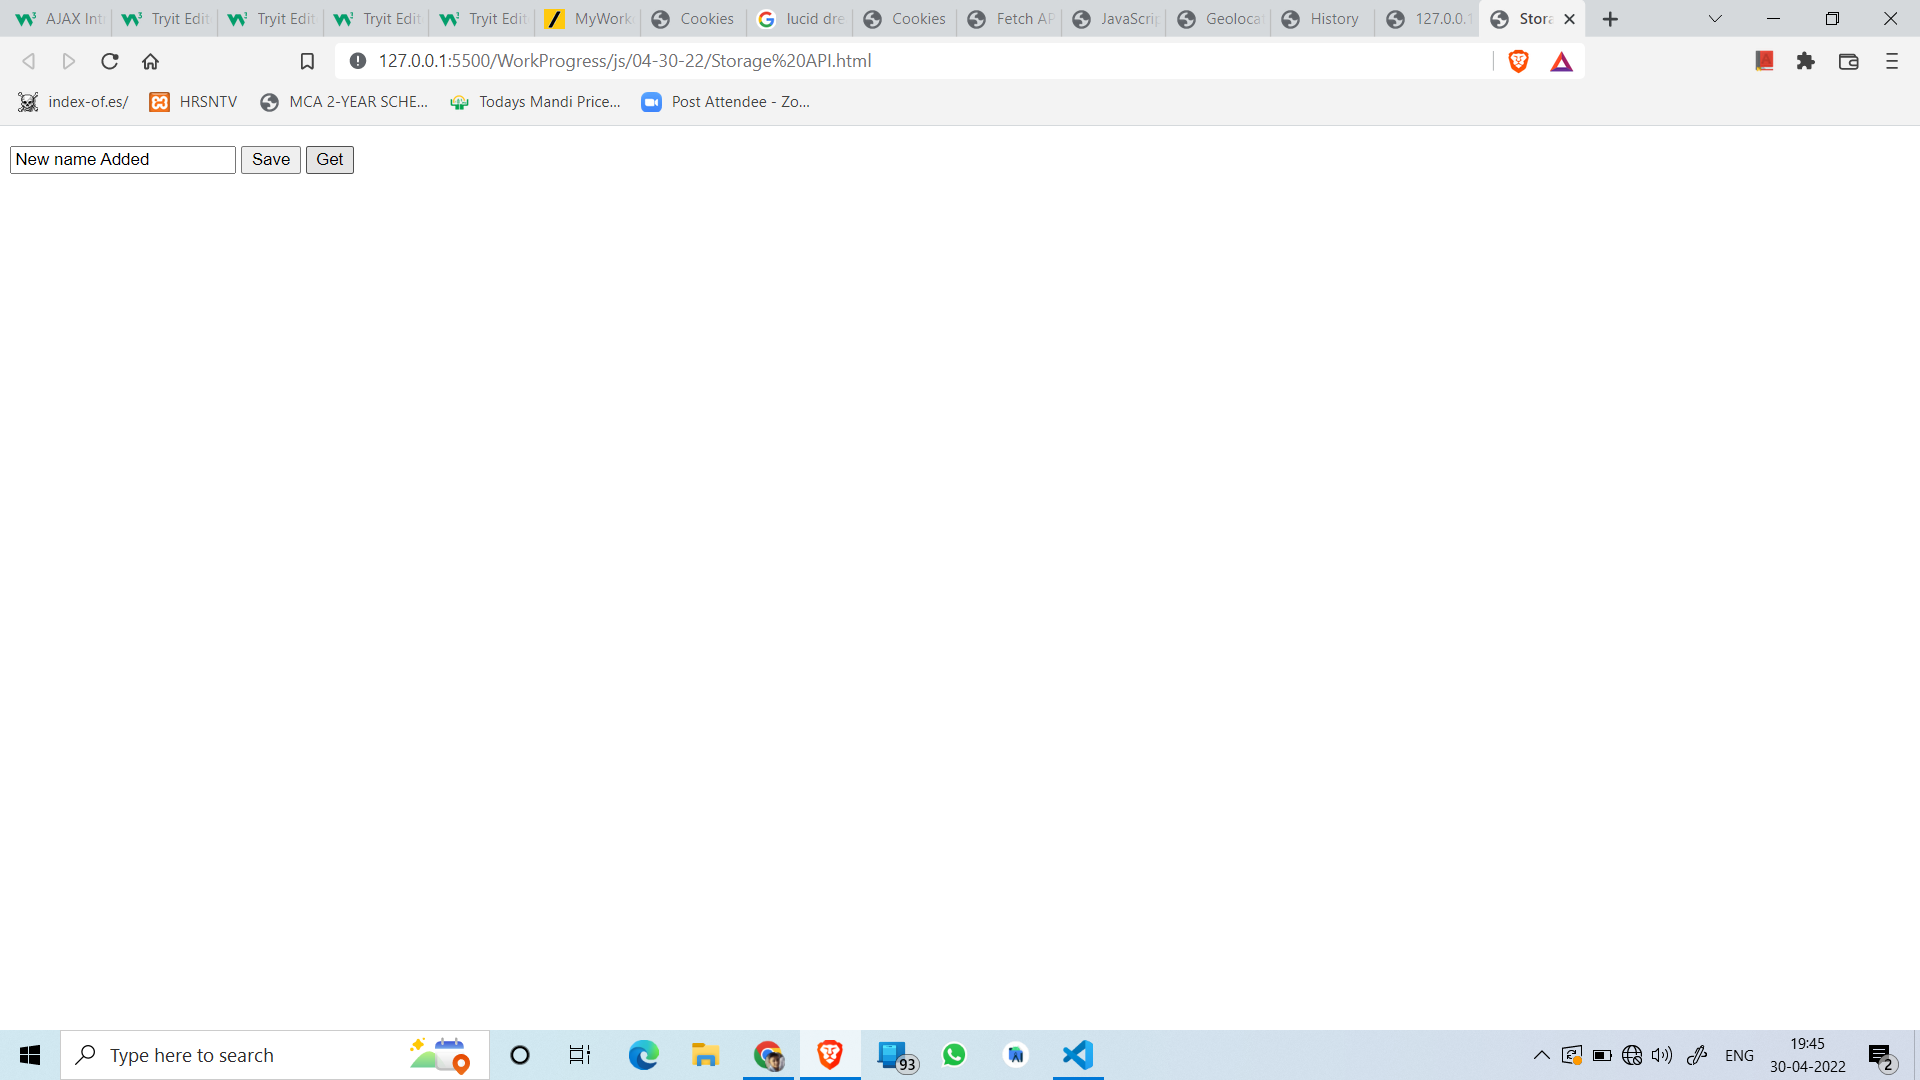 AJAX Int
Tryit Edit
Tryit Edit
Tryit Edit
Tryit Edit
MyWork
Cookies
lucid dre
Cookies
Fetch AP
JavaScrip
Geolocat
History
127.0.0.1
Stora
127.0.0.1:5500/WorkProgress/js/04-30-22/Storage%20API.html
index-of.es/
HRSNTV
MCA 2-YEAR SCHE...
Todays Mandi Price...
Post Attendee - Zo...
New name Added
Save
Get
Type here to search
93
ENG
19:45
30-04-2022
2